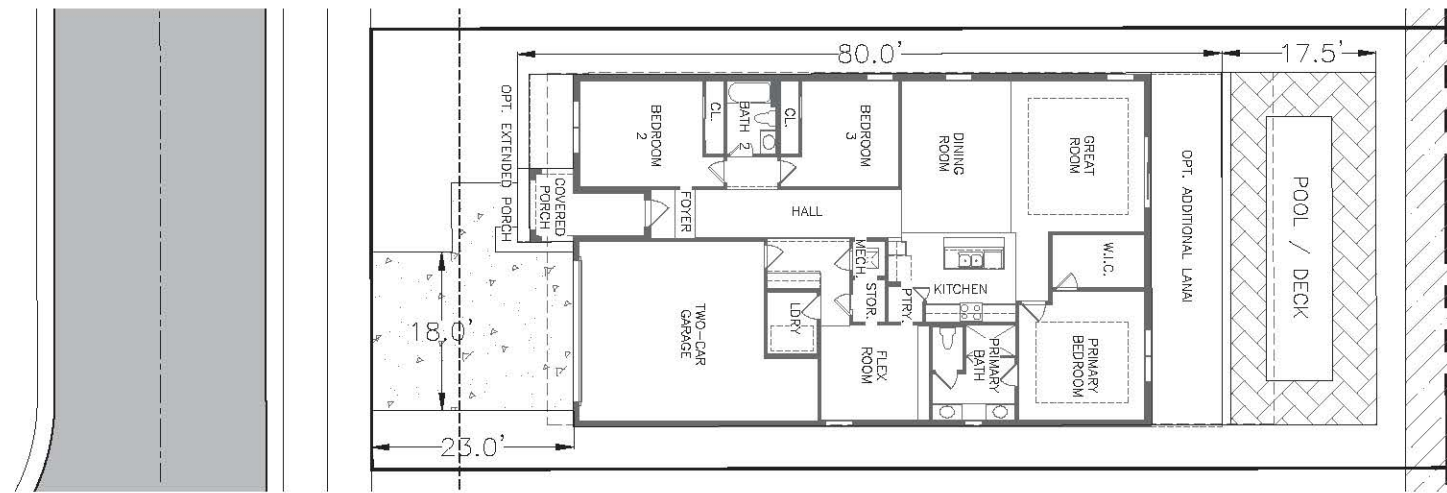 80.0'
17.5'
OPT. EXTENDED PORCH
BEDROOM
2
CL.
BATH 2
CL.
BEDROOM
3
DINING
ROOM
GREAT
ROOM
OPT. ADDITIONAL LANAI
POOL / DECK
COVERED
PORCH
FOYER
HALL
MECH.
STOR.
PTRY.
KITCHEN
W.I.C.
TWO-CAR
GARAGE
LDRY
FLEX
ROOM
PRIMARY
BATH
PRIMARY
BEDROOM
18.0'
23.0'